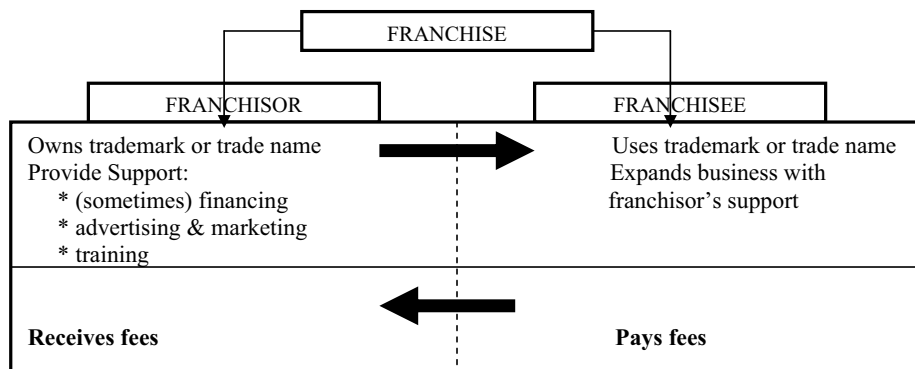 FRANCHISE
FRANCHISOR
FRANCHISEE
Owns trademark or trade name
Provide Support:
* (sometimes) financing
* advertising & marketing
* training
Uses trademark or trade name
Expands business with
franchisor’s support
Receives fees
Pays fees